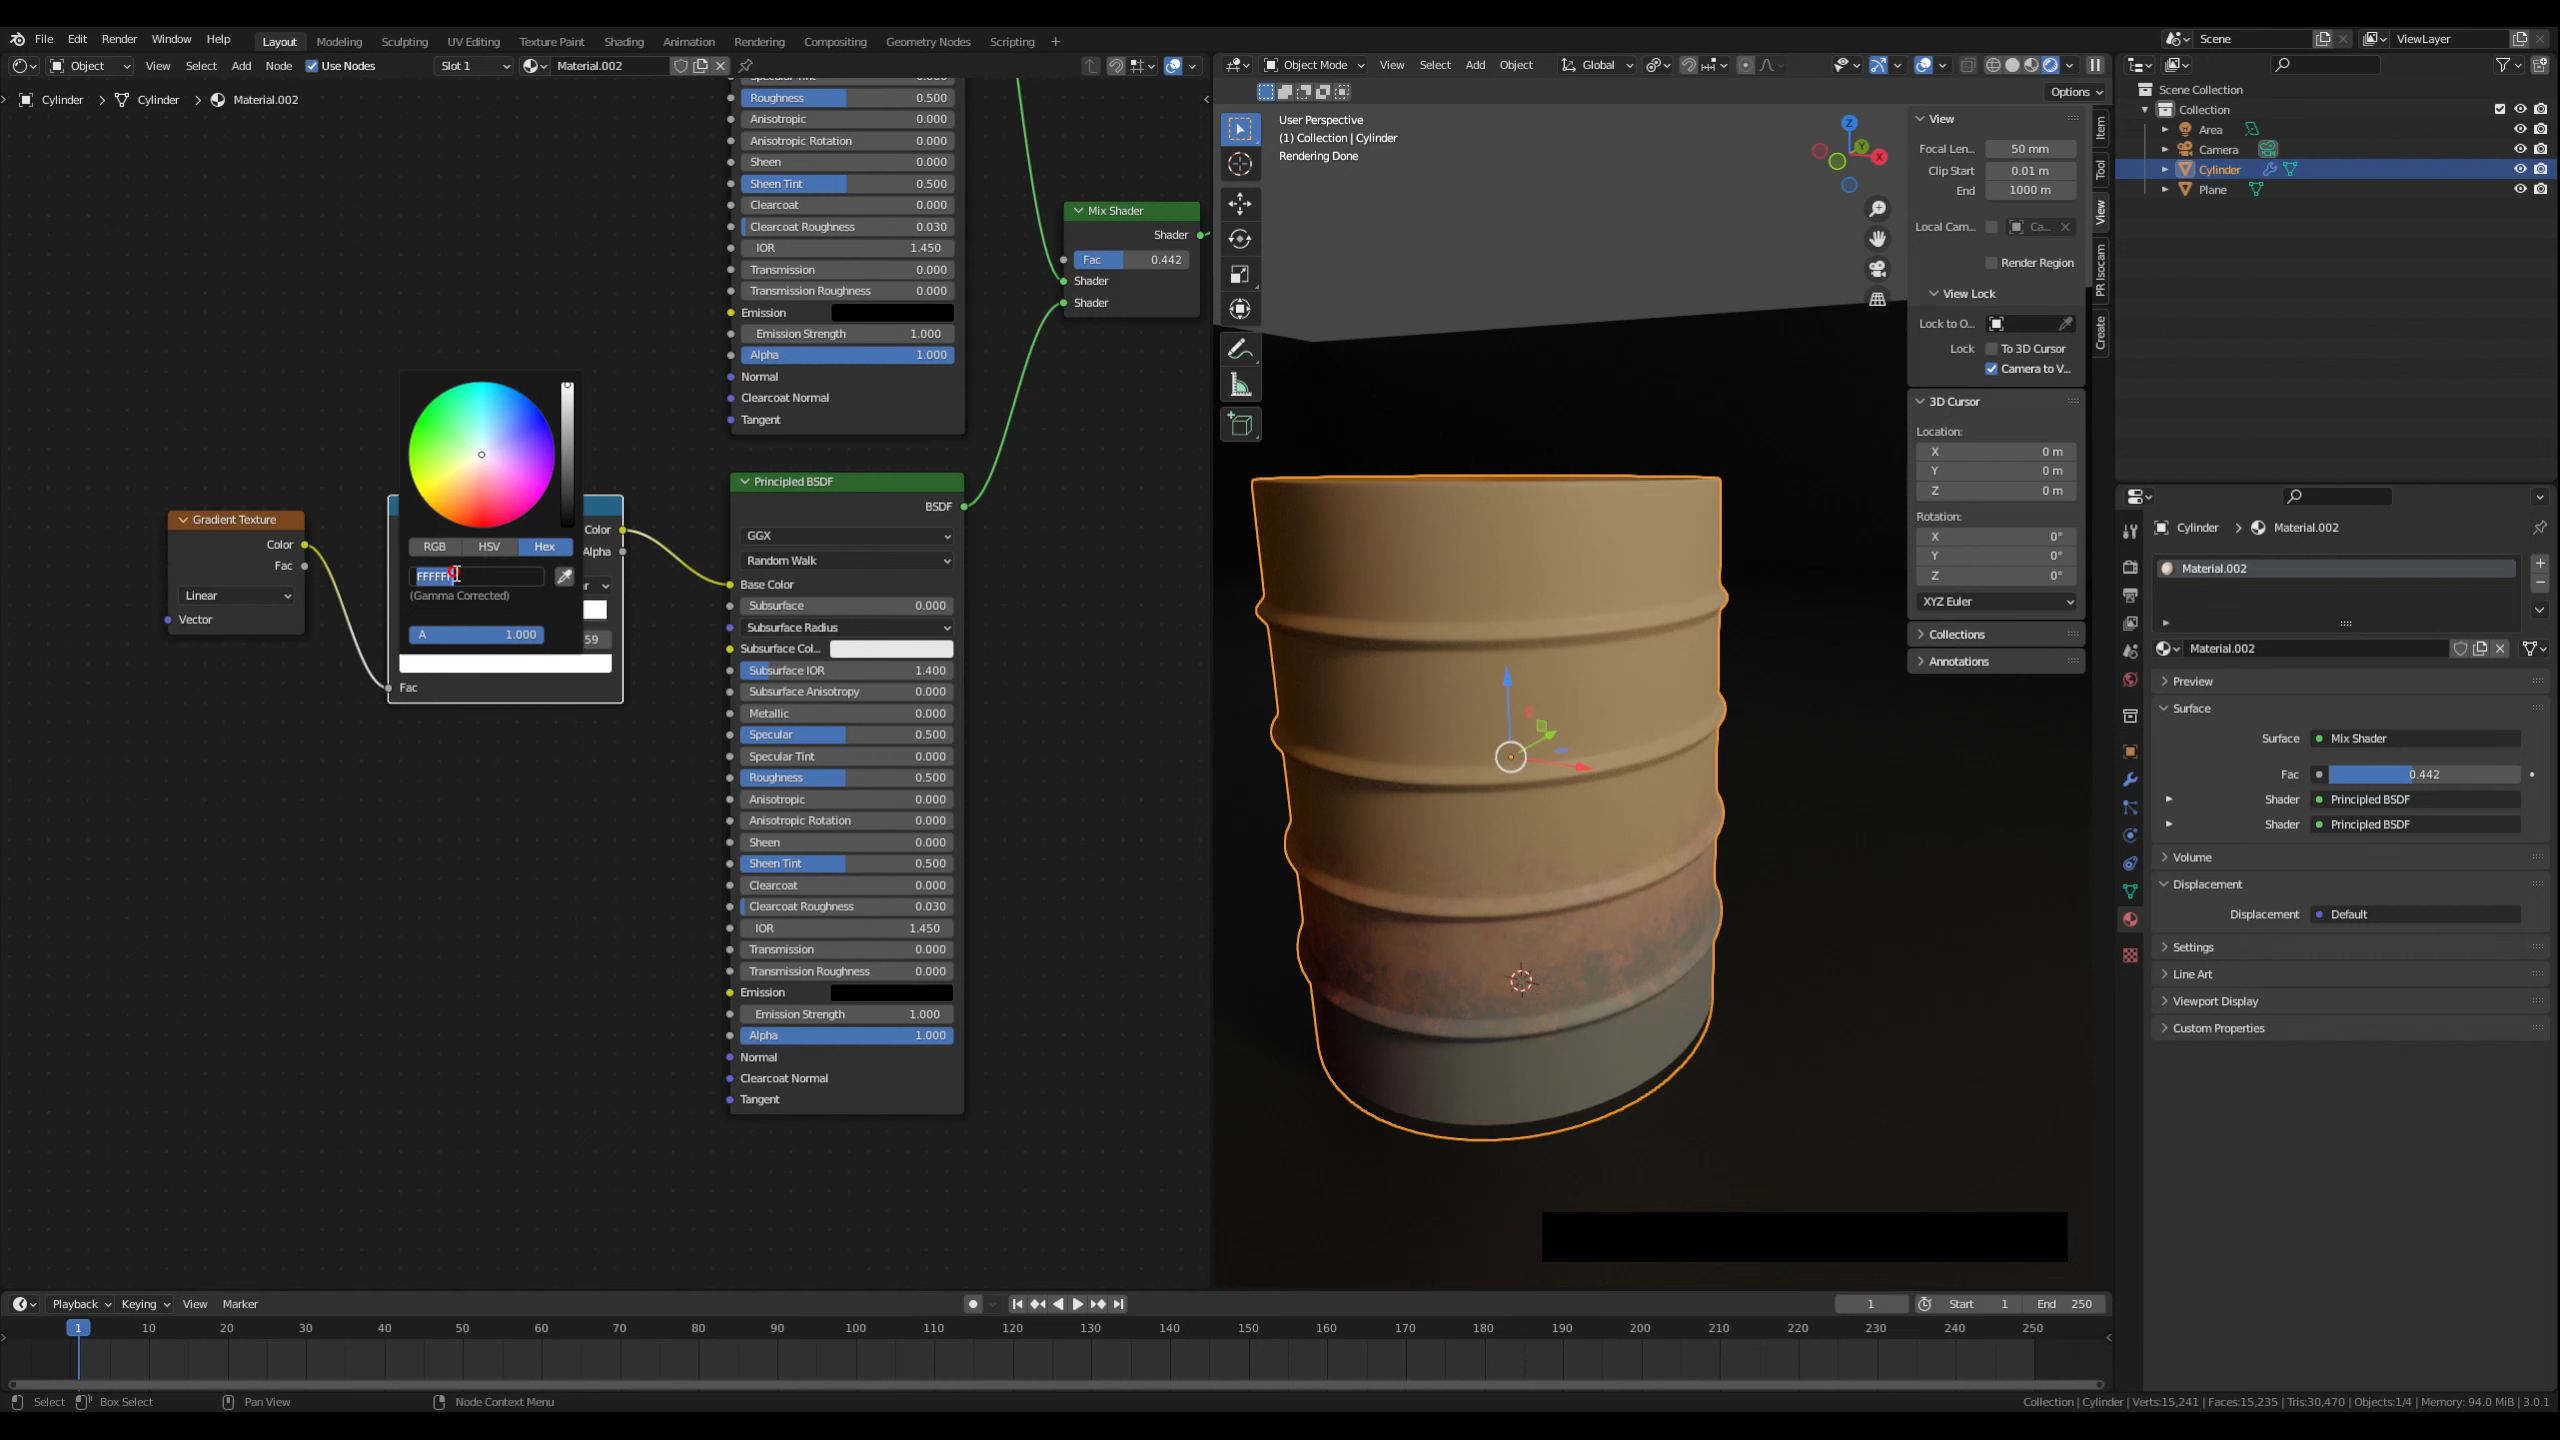 File Edit Render Window Help Layout Modeling Sculpting UV Editing Texture Paint Shading Animation Rendering Compositing Geometry Nodes Scripting +
Scene ViewLayer
Object View Select Add Node Use Nodes Slot 1 Material.002
Object Mode View Select Add Object Global
Options
Cylinder > Cylinder > Material.002
Roughness 0.500
Anisotropic 0.000
Anisotropic Rotation 0.000
Sheen 0.000
Sheen Tint 0.500
Clearcoat 0.000
Clearcoat Roughness 0.030
IOR 1.450
Transmission 0.000
Transmission Roughness 0.000
Emission
Emission Strength 1.000
Alpha 1.000
Normal
Clearcoat Normal
Tangent
Mix Shader
Shader
Fac 0.442
Shader
Shader
Gradient Texture
Color
Fac
Linear
Vector
RGB HSV Hex
FFFFFF
(Gamma Corrected)
A 1.000
Color
Alpha
59
Fac
Principled BSDF
BSDF
GGX
Random Walk
Base Color
Subsurface 0.000
Subsurface Radius
Subsurface Col...
Subsurface IOR 1.400
Subsurface Anisotropy 0.000
Metallic 0.000
Specular 0.500
Specular Tint 0.000
Roughness 0.500
Anisotropic 0.000
Anisotropic Rotation 0.000
Sheen 0.000
Sheen Tint 0.500
Clearcoat 0.000
Clearcoat Roughness 0.030
IOR 1.450
Transmission 0.000
Transmission Roughness 0.000
Emission
Emission Strength 1.000
Alpha 1.000
Normal
Clearcoat Normal
Tangent
User Perspective
(1) Collection | Cylinder
Rendering Done
Z
Y
X
View
Focal Len... 50 mm
Clip Start 0.01 m
End 1000 m
Local Cam... Ca...
Render Region
View Lock
Lock to O...
Lock To 3D Cursor
Camera to V...
3D Cursor
Location:
X 0 m
Y 0 m
Z 0 m
Rotation:
X 0°
Y 0°
Z 0°
XYZ Euler
Collections
Annotations
Item
Tool
View
PR Isocam
Create
Scene Collection
Collection
Area
Camera
Cylinder
Plane
Cylinder > Material.002
Material.002
Material.002
Preview
Surface
Surface Mix Shader
Fac 0.442
Shader Principled BSDF
Shader Principled BSDF
Volume
Displacement
Displacement Default
Settings
Line Art
Viewport Display
Custom Properties
Playback Keying View Marker
1 Start 1 End 250
1 10 20 30 40 50 60 70 80 90 100 110 120 130 140 150 160 170 180 190 200 210 220 230 240 250
Select Box Select Pan View Node Context Menu
Collection | Cylinder | Verts:15,241 | Faces:15,235 | Tris:30,470 | Objects:1/4 | Memory: 94.0 MiB | 3.0.1